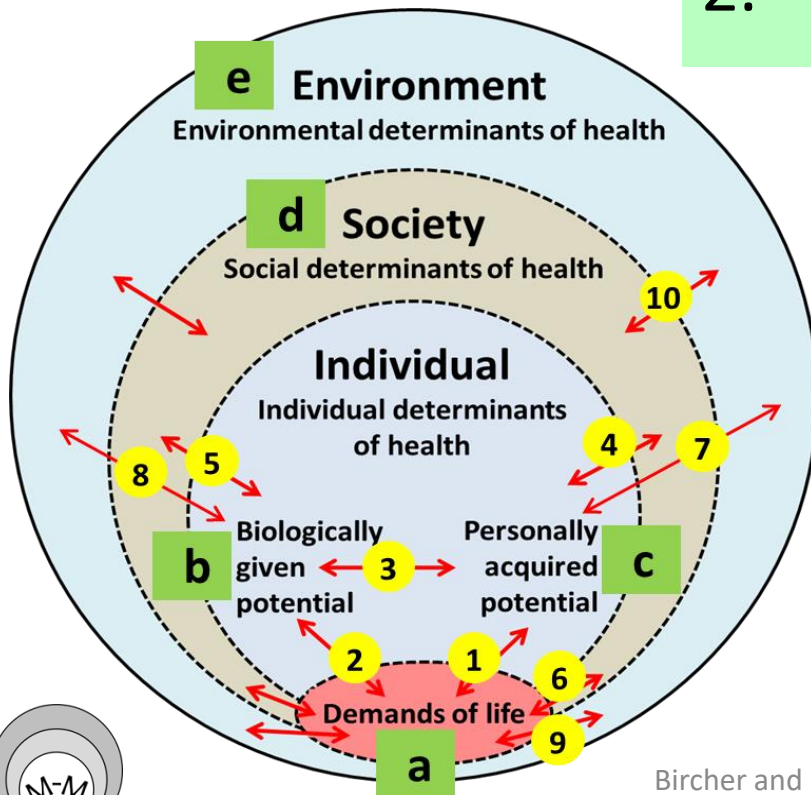 2.
e
Environment
Environmental determinants of health
d
Society
Social determinants of health
10
Individual
Individual determinants
of health
4
7
5
8
b
Biologically
given
potential
3
Personally
acquired
potential
c
2
1
6
Demands of life
9
a
Bircher and